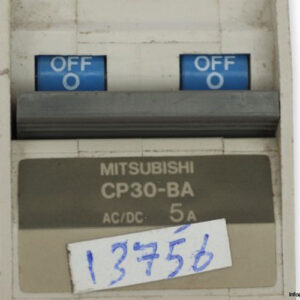 OFF OFF
O O
MITSUBISHI
CP30-BA
AC/DC 5A
13756